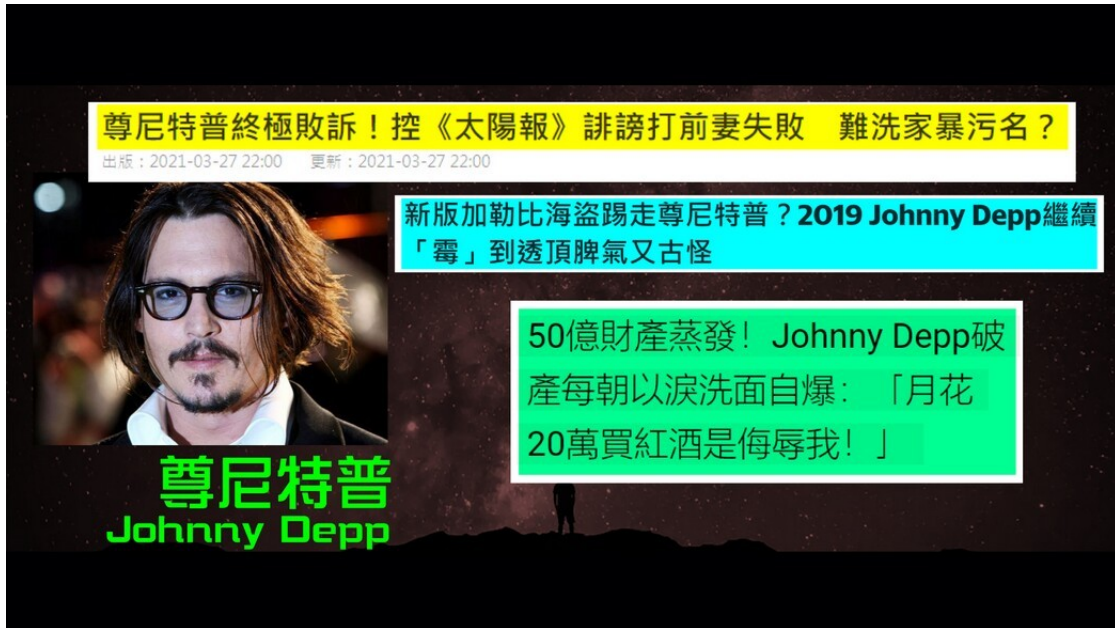 尊尼特普終極敗訴！控《太陽報》誹謗打前妻失敗　難洗家暴污名？
出版：2021-03-27 22:00　更新：2021-03-27 22:00
新版加勒比海盜踢走尊尼特普？2019 Johnny Depp繼續
「霉」到透頂脾氣又古怪
50億財產蒸發！Johnny Depp破
產每朝以淚洗面自爆：「月花
20萬買紅酒是侮辱我！」
尊尼特普
Johnny Depp